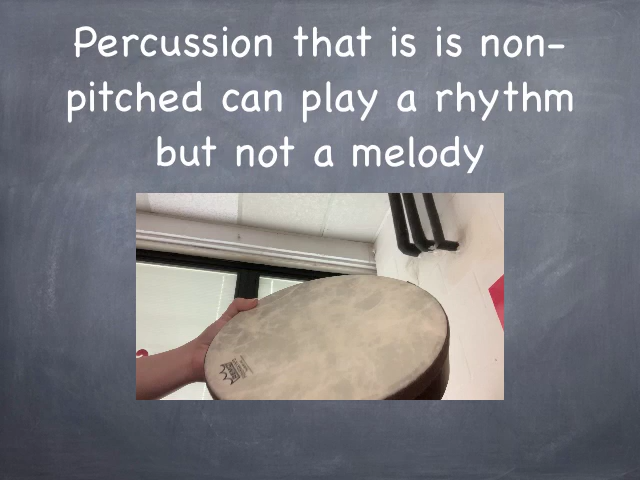 Percussion that is is non-
pitched can play a rhythm
but not a melody